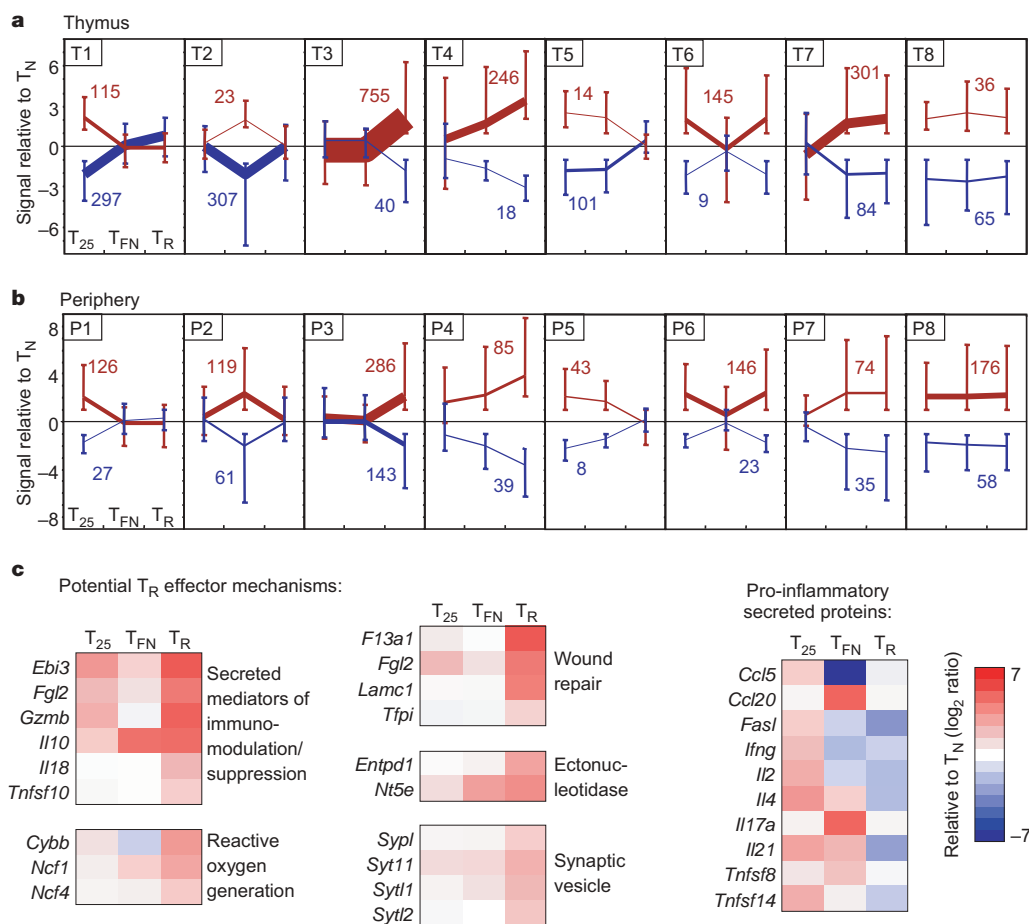 a Thymus
Signal relative to TN
6
3
0
–3
–6
T1 T2 T3 T4 T5 T6 T7 T8
115
297
23
307
755
40
246
18
14
101
145
9
301
84
36
65
T25 TFN TR
b Periphery
Signal relative to TN
8
4
0
–4
–8
P1 P2 P3 P4 P5 P6 P7 P8
126
27
119
61
286
143
85
39
43
8
146
23
74
35
176
58
T25 TFN TR
c
Potential TR effector mechanisms:
T25 TFN TR
Ebi3
Fgl2
Gzmb
Il10
Il18
Tnfsf10
Secreted
mediators of
immuno-
modulation/
suppression
Cybb
Ncf1
Ncf4
Reactive
oxygen
generation
T25 TFN TR
F13a1
Fgl2
Lamc1
Tfpi
Wound
repair
Entpd1
Nt5e
Ectonuc-
leotidase
Sypl
Syt11
Sytl1
Sytl2
Synaptic
vesicle
Pro-inflammatory
secreted proteins:
T25 TFN TR
Ccl5
Ccl20
Fasl
Ifng
Il2
Il4
Il17a
Il21
Tnfsf8
Tnfsf14
Relative to TN (log2 ratio)
7
–7